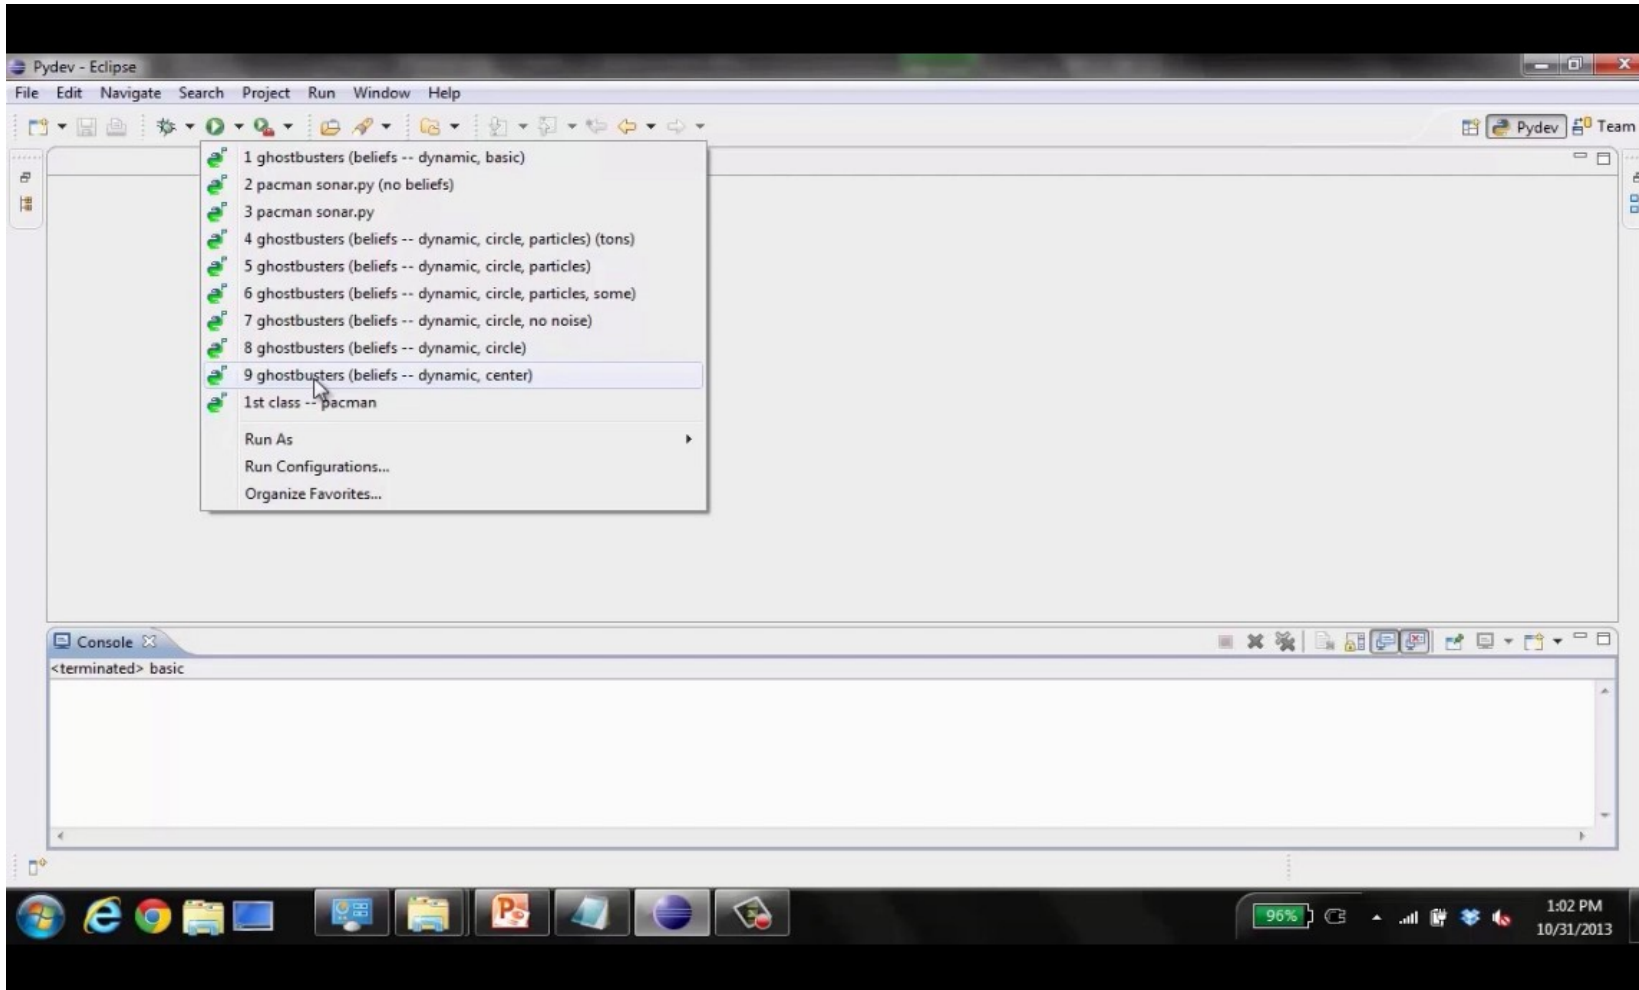 Pydev - Eclipse
File Edit Navigate Search Project Run Window Help
Pydev Team
1 ghostbusters (beliefs -- dynamic, basic)
2 pacman sonar.py (no beliefs)
3 pacman sonar.py
4 ghostbusters (beliefs -- dynamic, circle, particles) (tons)
5 ghostbusters (beliefs -- dynamic, circle, particles)
6 ghostbusters (beliefs -- dynamic, circle, particles, some)
7 ghostbusters (beliefs -- dynamic, circle, no noise)
8 ghostbusters (beliefs -- dynamic, circle)
9 ghostbusters (beliefs -- dynamic, center)
1st class -- pacman
Run As
Run Configurations...
Organize Favorites...
Console
<terminated> basic
96%
1:02 PM
10/31/2013